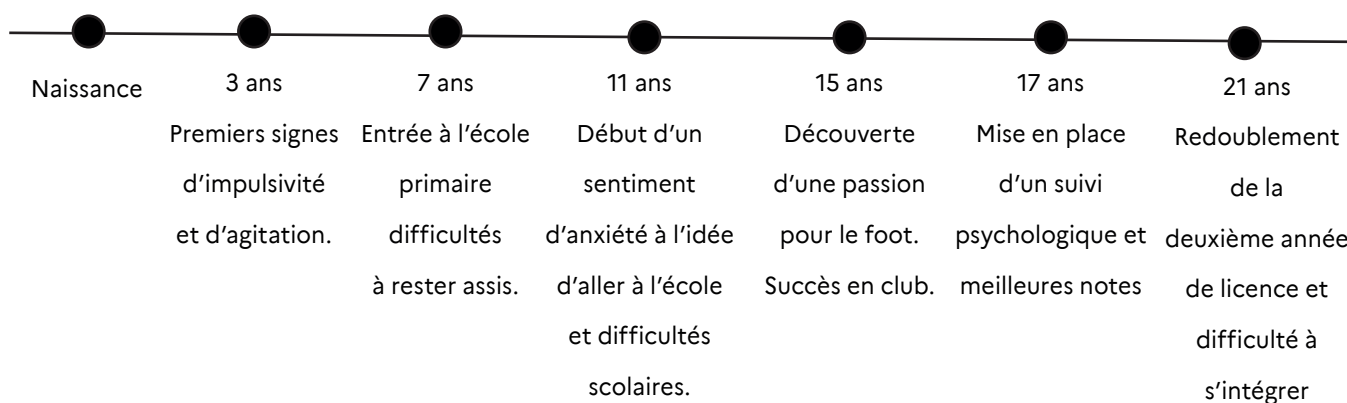 Naissance
3 ans
Premiers signes
d'impulsivité
et d'agitation.
7 ans
Entrée à l'école
primaire
difficultés
à rester assis.
11 ans
Début d'un
sentiment
d'anxiété à l'idée
d'aller à l'école
et difficultés
scolaires.
15 ans
Découverte
d'une passion
pour le foot.
Succès en club.
17 ans
Mise en place
d'un suivi
psychologique et
meilleures notes
21 ans
Redoublement
de la
deuxième année
de licence et
difficulté à
s'intégrer